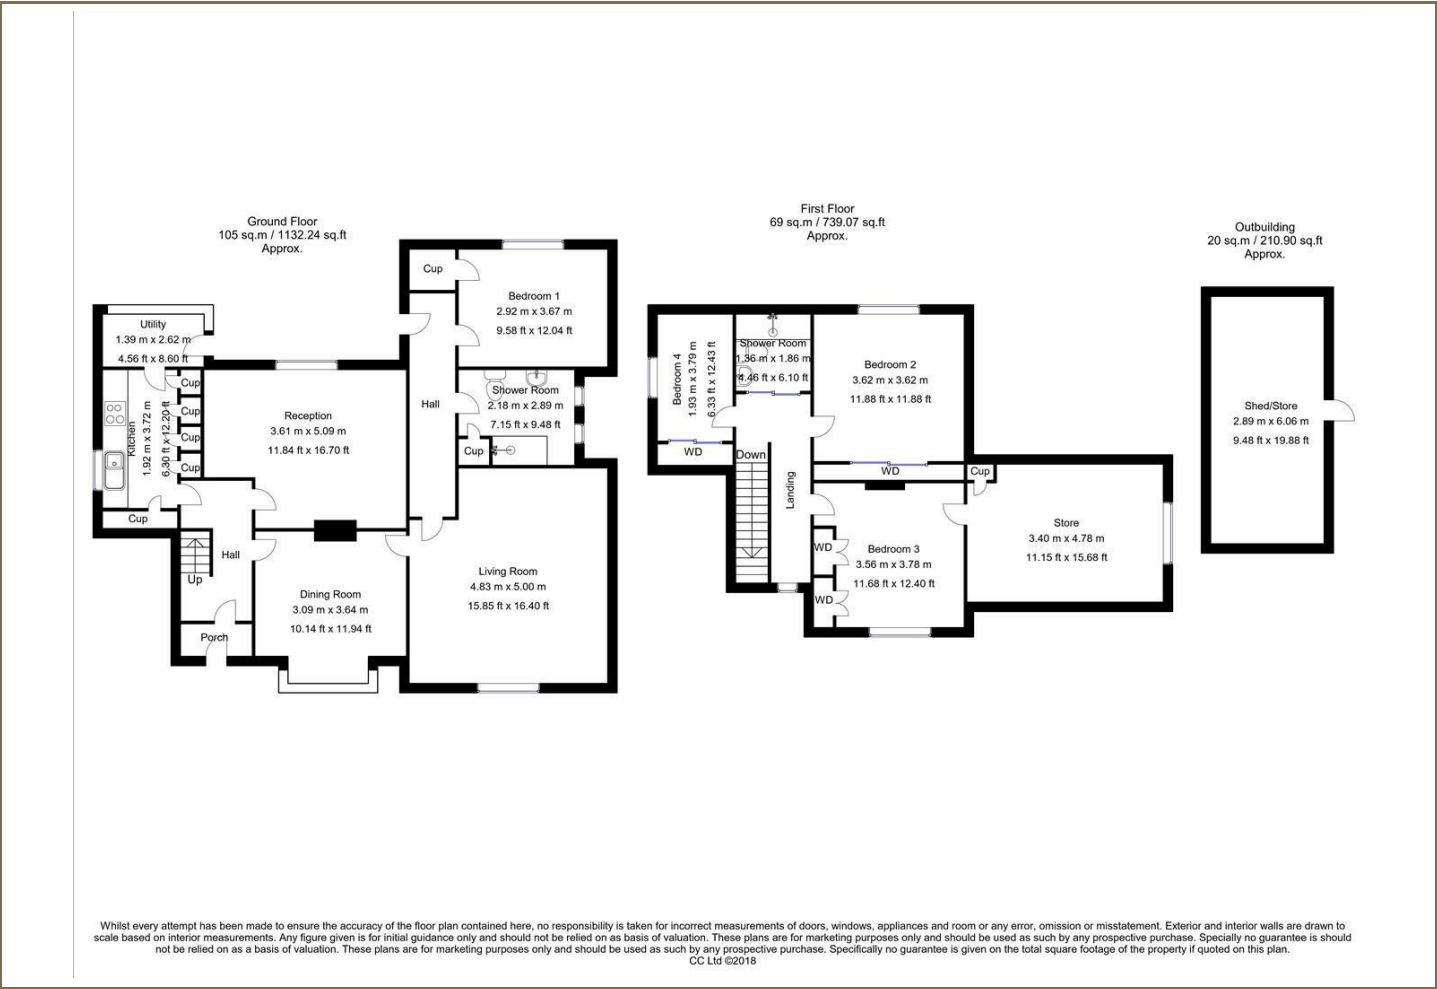 Ground Floor
105 sq.m / 1132.24 sq.ft
Approx.
Cup
Bedroom 1
2.92 m x 3.67 m
9.58 ft x 12.04 ft
Utility
1.39 m x 2.62 m
4.56 ft x 8.60 ft
Cup
Cup
Cup
Cup
Kitchen
1.92 m x 3.72 m
6.30 ft x 12.20 ft
Cup
Reception
3.61 m x 5.09 m
11.84 ft x 16.70 ft
Hall
Shower Room
2.18 m x 2.89 m
7.15 ft x 9.48 ft
Cup
Hall
Up
Porch
Dining Room
3.09 m x 3.64 m
10.14 ft x 11.94 ft
Living Room
4.83 m x 5.00 m
15.85 ft x 16.40 ft
First Floor
69 sq.m / 739.07 sq.ft
Approx.
Bedroom 4
1.93 m x 3.79 m
6.33 ft x 12.43 ft
WD
Shower Room
1.36 m x 1.86 m
4.46 ft x 6.10 ft
Bedroom 2
3.62 m x 3.62 m
11.88 ft x 11.88 ft
WD
Down
Landing
Cup
WD
WD
Bedroom 3
3.56 m x 3.78 m
11.68 ft x 12.40 ft
Store
3.40 m x 4.78 m
11.15 ft x 15.68 ft
Outbuilding
20 sq.m / 210.90 sq.ft
Approx.
Shed/Store
2.89 m x 6.06 m
9.48 ft x 19.88 ft
Whilst every attempt has been made to ensure the accuracy of the floor plan contained here, no responsibility is taken for incorrect measurements of doors, windows, appliances and room or any error, omission or misstatement. Exterior and interior walls are drawn to
scale based on interior measurements. Any figure given is for initial guidance only and should not be relied on as basis of valuation. These plans are for marketing purposes only and should be used as such by any prospective purchase. Specially no guarantee is should
not be relied on as a basis of valuation. These plans are for marketing purposes only and should be used as such by any prospective purchase. Specifically no guarantee is given on the total square footage of the property if quoted on this plan.
CC Ltd ©2018